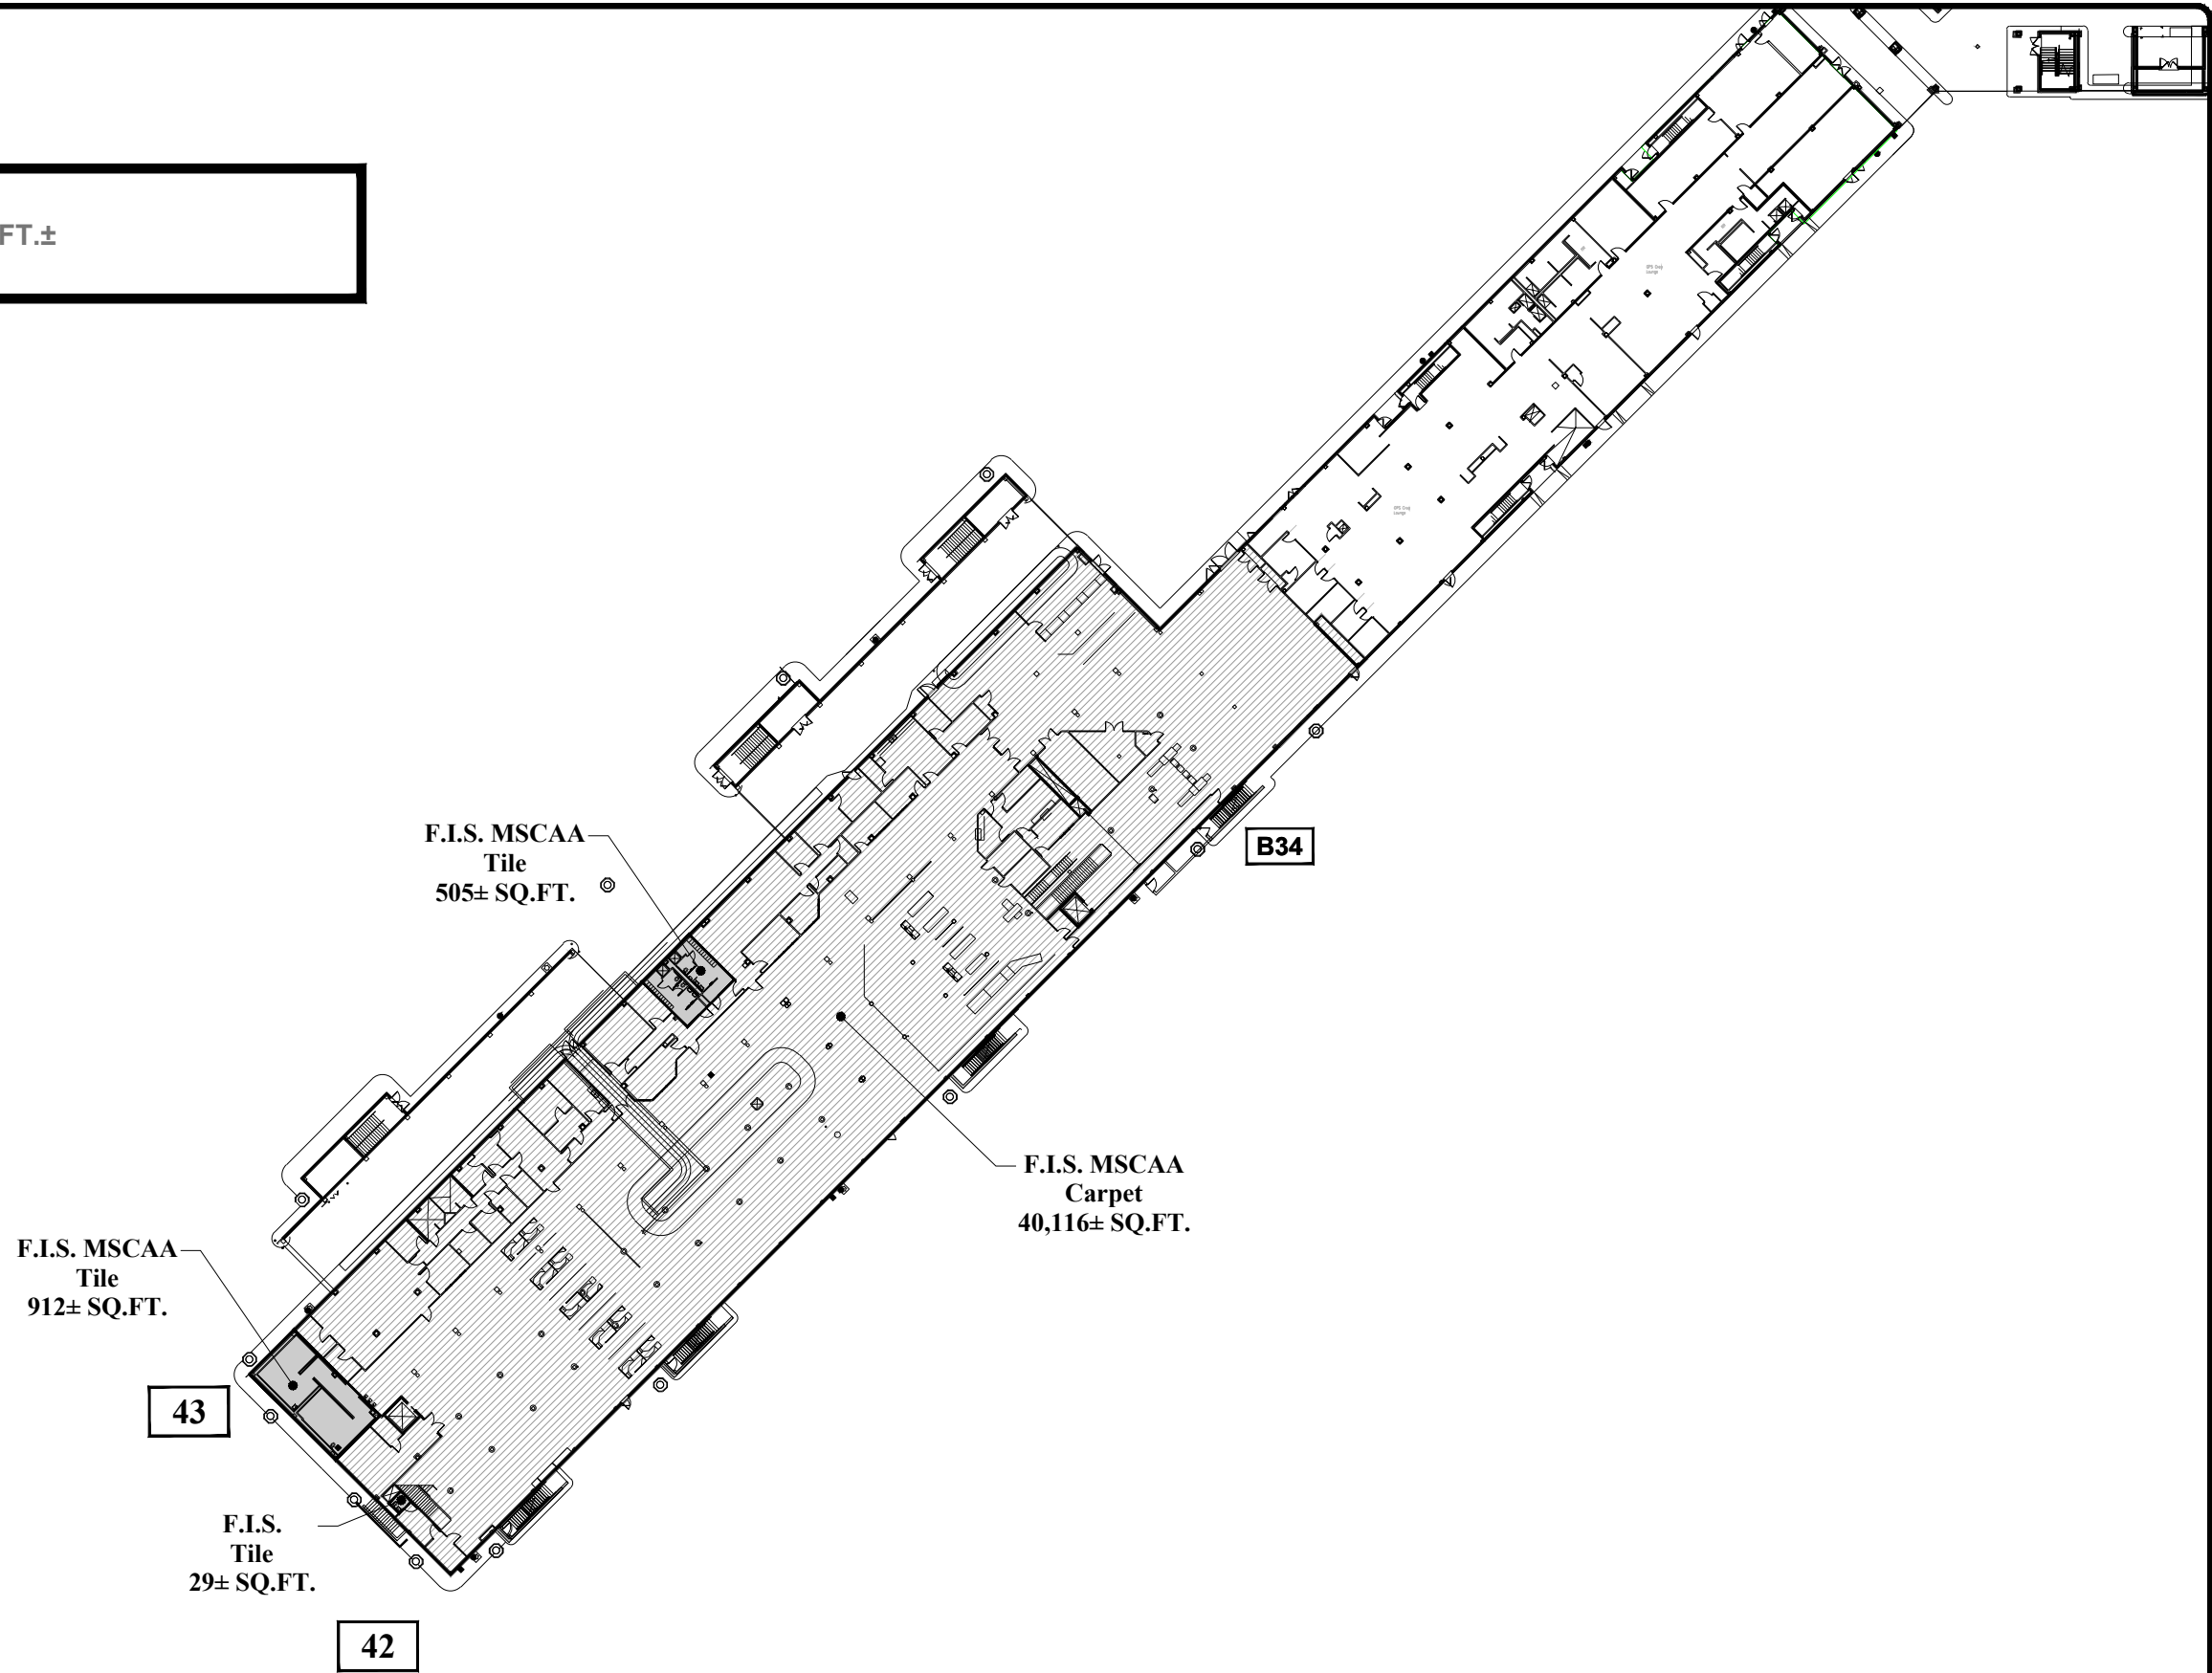 FT.±
F.I.S. MSCAA
Tile
505± SQ.FT.
B34
F.I.S. MSCAA
Carpet
40,116± SQ.FT.
F.I.S. MSCAA
Tile
912± SQ.FT.
43
F.I.S.
Tile
29± SQ.FT.
42